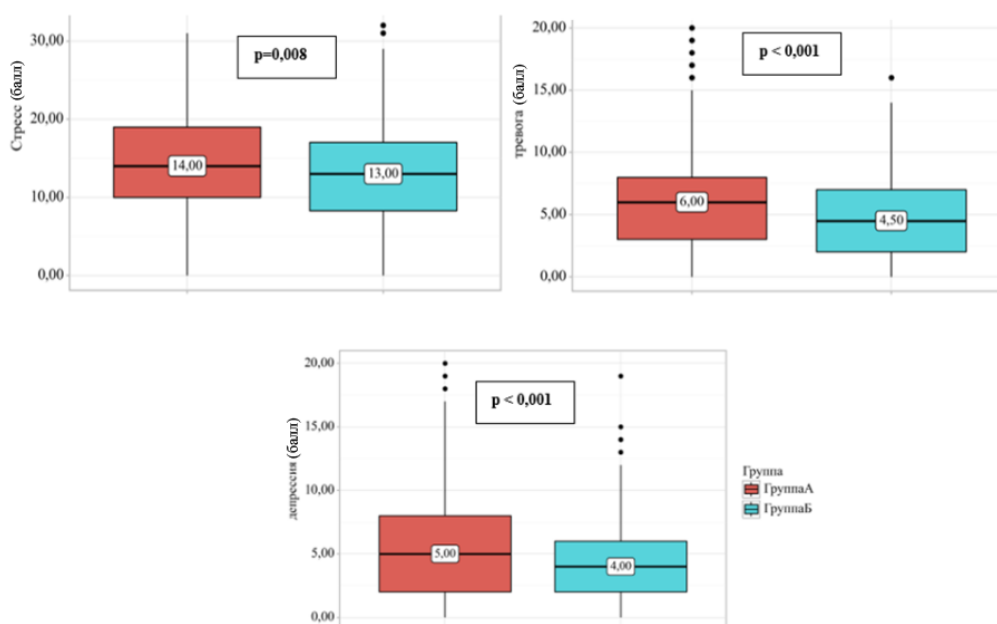 Стресс (балл)
30,00
20,00
10,00
0,00
p=0,008
14,00
13,00
тревога (балл)
20,00
15,00
10,00
5,00
0,00
p < 0,001
6,00
4,50
депрессия (балл)
20,00
15,00
10,00
5,00
0,00
p < 0,001
5,00
4,00
Группа
ГруппаА
ГруппаБ